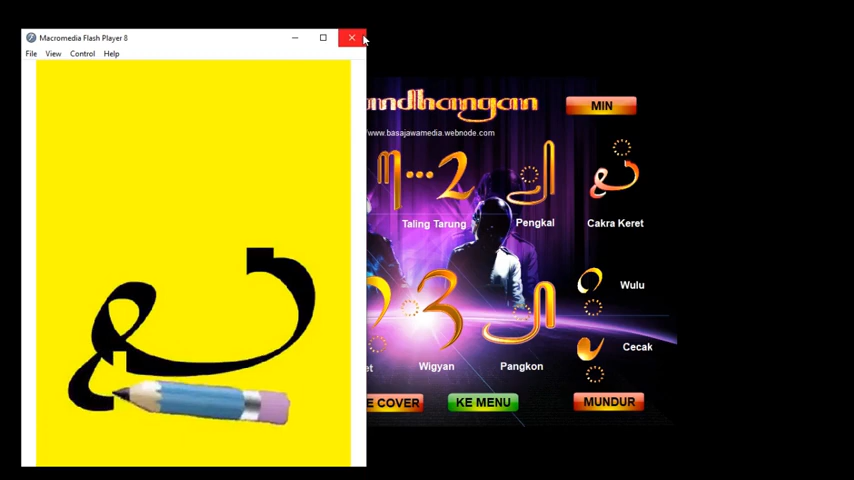 Macromedia Flash Player 8
File View Control Help
ndhangan
MIN
/www.basajawamedia.webnode.com
Taling Tarung
Pengkal
Cakra Keret
Wulu
et
Wigyan
Pangkon
Cecak
E COVER
KE MENU
MUNDUR